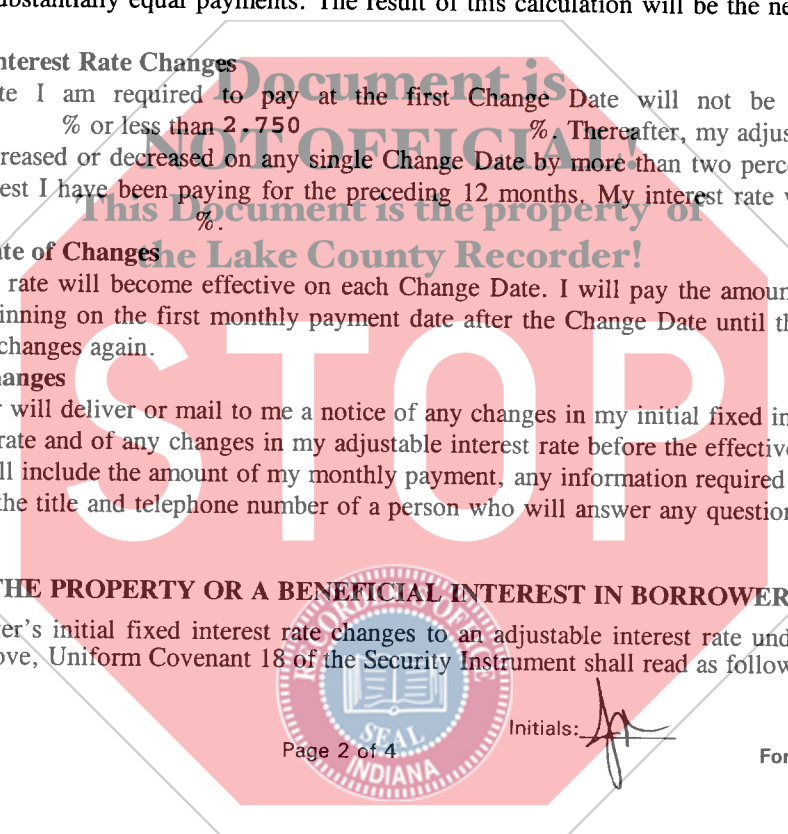 substantially equal payments. The result of this calculation will be the ne
nterest Rate Changes
te I am required to pay at the first Change Date will not be
% or less than 2.750 %. Thereafter, my adjus
reased or decreased on any single Change Date by more than two perce
est I have been paying for the preceding 12 months. My interest rate
%.
te of Changes
rate will become effective on each Change Date. I will pay the amoun
inning on the first monthly payment date after the Change Date until th
changes again.
anges
r will deliver or mail to me a notice of any changes in my initial fixed in
rate and of any changes in my adjustable interest rate before the effective
ll include the amount of my monthly payment, any information required
the title and telephone number of a person who will answer any question
THE PROPERTY OR A BENEFICIAL INTEREST IN BORROWER
er's initial fixed interest rate changes to an adjustable interest rate und
ove, Uniform Covenant 18 of the Security Instrument shall read as follow
Initials:
Page 2 of 4
For
Document is
NOT OFFICIAL!
This Document is the property of
the Lake County Recorder!
STOP
RECORDER'S OFFICE
SEAL
INDIANA